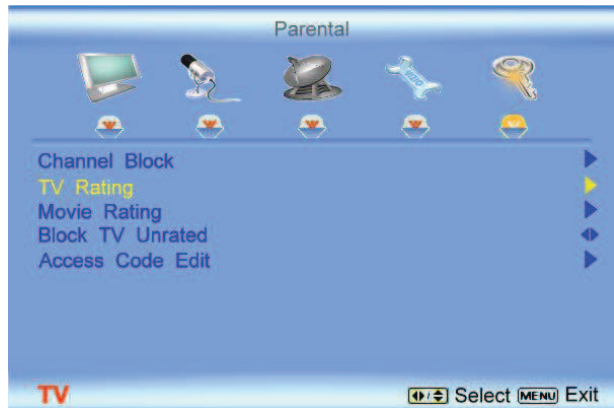 Parental
Channel Block
TV Rating
Movie Rating
Block TV Unrated
Access Code Edit
TV Select MENU Exit